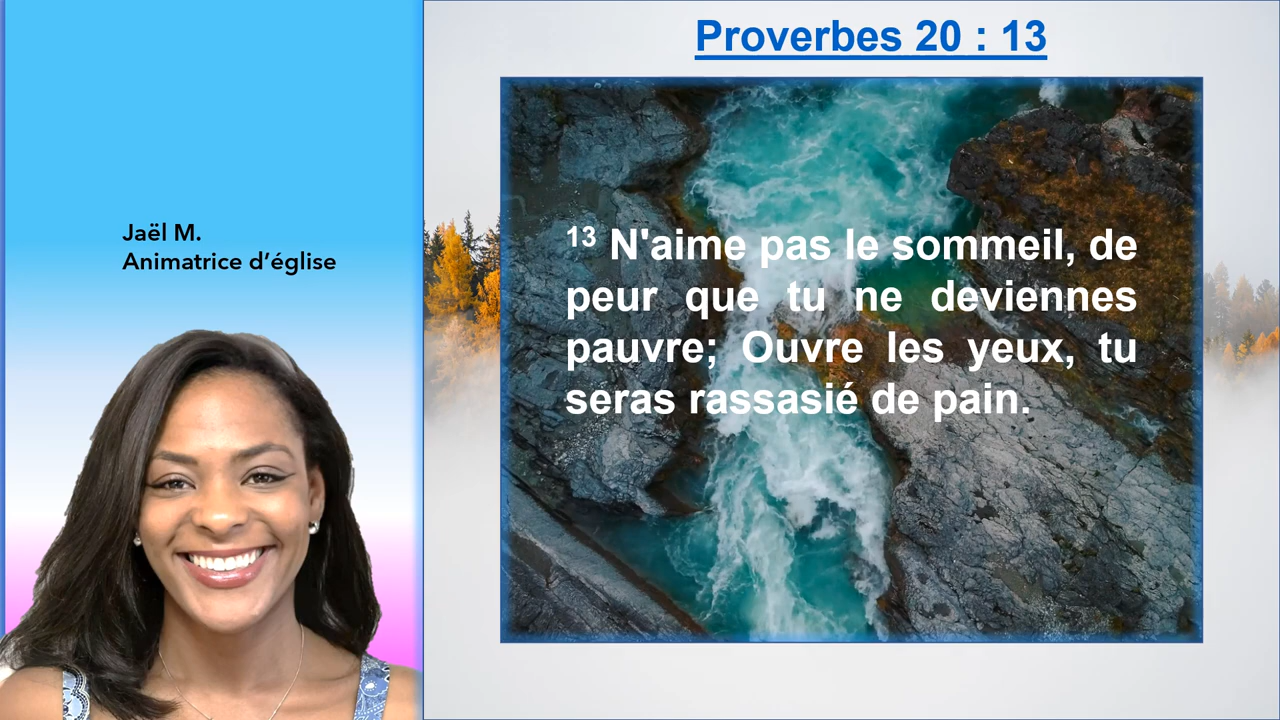 Proverbes 20 : 13
Jaël M.
Animatrice d’église
13 N'aime pas le sommeil, de
peur que tu ne deviennes
pauvre; Ouvre les yeux, tu
seras rassasié de pain.